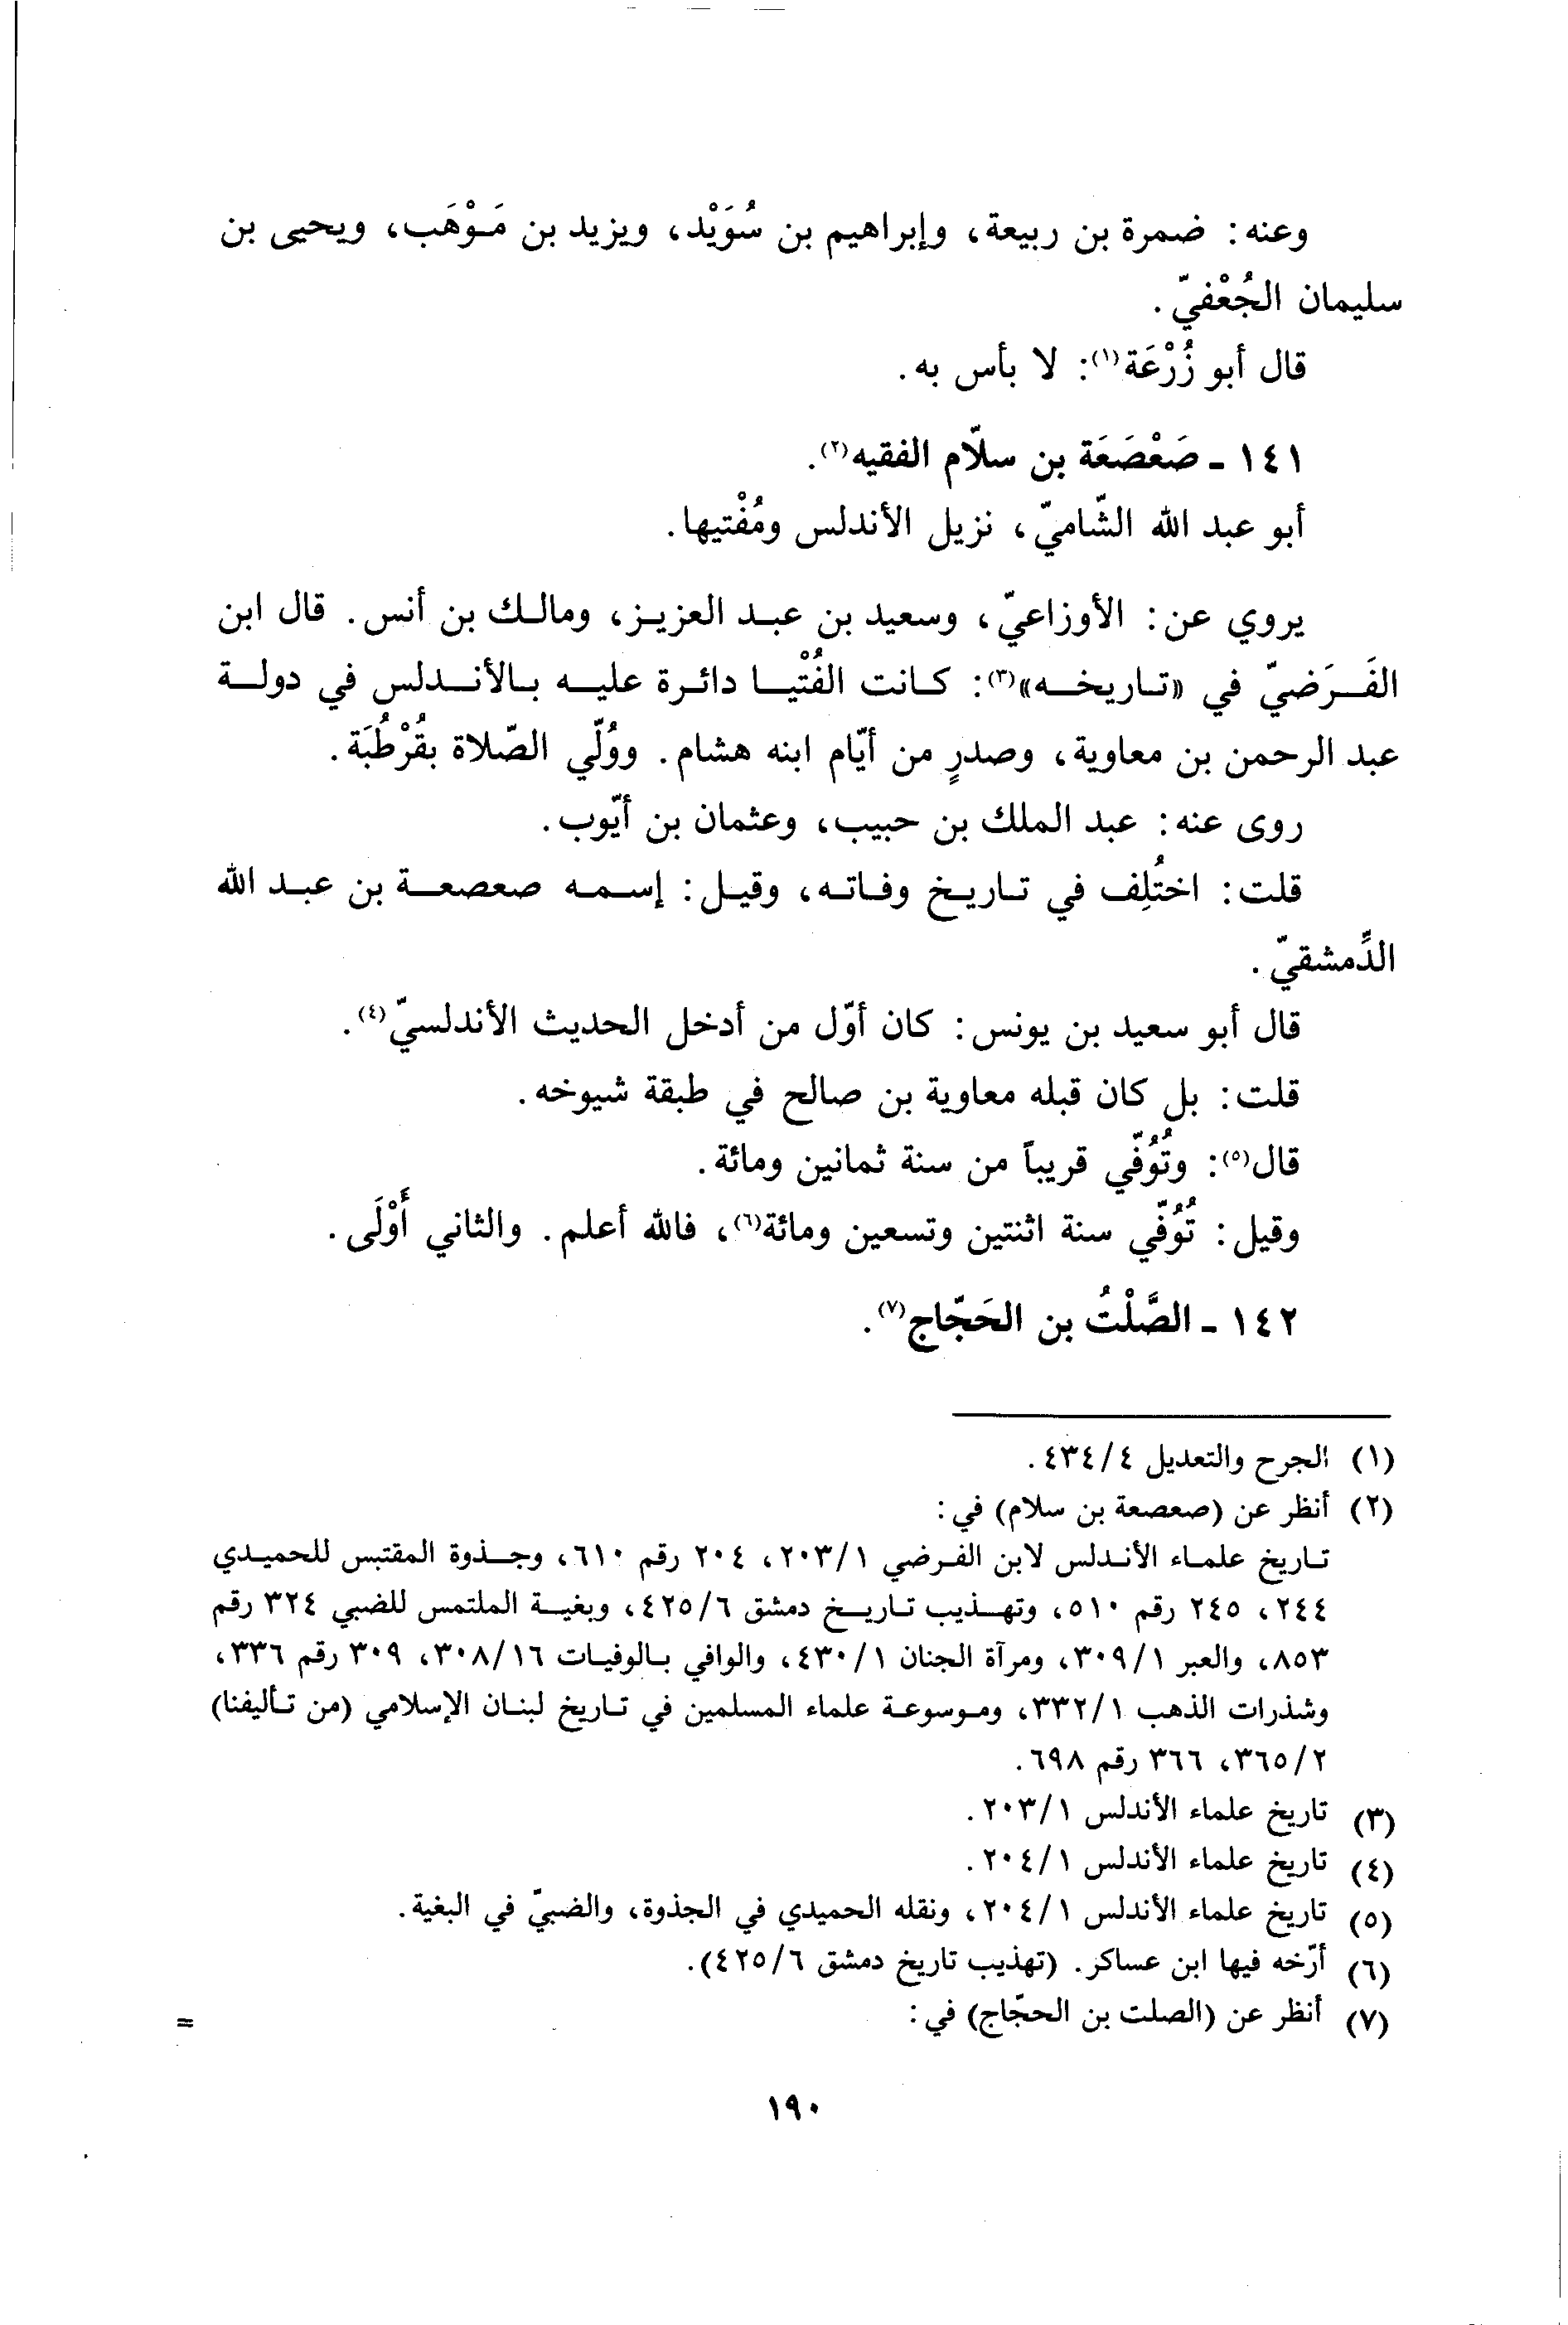 وعنه: ضمرة بن ربيعة، وإبراهيم بن سُوَيْد، ويزيد بن مَوْهَب، ويحيى بن
سليمان الجُعْفيّ.
قال أبو زُرْعَة(١): لا بأس به.
١٤١ - صَعْصَعَة بن سلّام الفقيه(٢).
أبو عبد الله الشّاميّ، نزيل الأندلس ومُفْتيها.
يروي عن: الأوزاعيّ، وسعيد بن عبد العزيز، ومالك بن أنس. قال ابن
الفَرَضيّ في «تاريخه»(٣): كانت الفُتْيا دائرة عليه بالأندلس في دولة
عبد الرحمن بن معاوية، وصدرٍ من أيّام ابنه هشام. ووُلّي الصّلاة بقُرْطُبَة.
روى عنه: عبد الملك بن حبيب، وعثمان بن أيّوب.
قلت: اختُلِف في تاريخ وفاته، وقيل: إسمه صعصعة بن عبد الله
الدِّمشقيّ.
قال أبو سعيد بن يونس: كان أوّل من أدخل الحديث الأندلسيّ(٤).
قلت: بل كان قبله معاوية بن صالح في طبقة شيوخه.
قال(٥): وتُوُفّي قريباً من سنة ثمانين ومائة.
وقيل: تُوُفّي سنة اثنتين وتسعين ومائة(٦)، فالله أعلم. والثاني أَوْلَى.
١٤٢ - الصَّلْتُ بن الحَجّاج(٧).
(١) الجرح والتعديل ٤/٤٣٤.
(٢) أنظر عن (صعصعة بن سلام) في:
تاريخ علماء الأندلس لابن الفرضي ١/٢٠٣، ٢٠٤ رقم ٦١٠، وجذوة المقتبس للحميدي
٢٤٤، ٢٤٥ رقم ٥١٠، وتهذيب تاريخ دمشق ٦/٤٢٥، وبغية الملتمس للضبي ٣٢٤ رقم
٨٥٣، والعبر ١/٣٠٩، ومرآة الجنان ١/٤٣٠، والوافي بالوفيات ١٦/٣٠٨، ٣٠٩ رقم ٣٣٦،
وشذرات الذهب ١/٣٣٢، وموسوعة علماء المسلمين في تاريخ لبنان الإسلامي (من تأليفنا)
٢/٣٦٥، ٣٦٦ رقم ٦٩٨.
(٣) تاريخ علماء الأندلس ١/٢٠٣.
(٤) تاريخ علماء الأندلس ١/٢٠٤.
(٥) تاريخ علماء الأندلس ١/٢٠٤، ونقله الحميدي في الجذوة، والضبيّ في البغية.
(٦) أرّخه فيها ابن عساكر. (تهذيب تاريخ دمشق ٦/٤٢٥).
(٧) أنظر عن (الصلت بن الحجّاج) في:
=
١٩٠